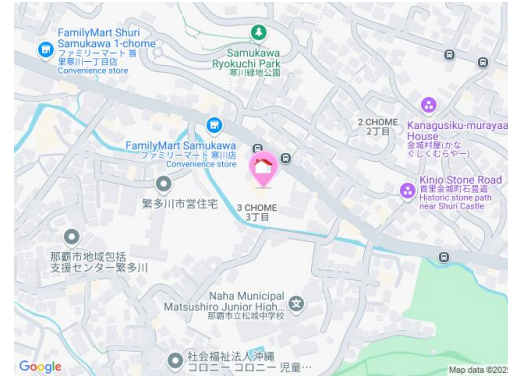 FamilyMart Shuri
Samukawa 1-chome
ファミリーマート 首
里寒川一丁目店
Convenience store
Samukawa
Ryokuchi Park
寒川緑地公園
2 CHOME
2丁目
Kanagusiku-murayaa
House
金城村屋(かな
ぐしくむらやー)
FamilyMart Samukawa
ファミリーマート 寒川店
Convenience store
Kinjo Stone Road
首里金城町石畳道
Historic stone path
near Shuri Castle
繁多川市営住宅
3 CHOME
3丁目
那覇市地域包括
支援センター繁多川
Naha Municipal
Matsushiro Junior High...
那覇市立松城中学校
社会福祉法人沖縄
コロニー コロニー 児童…
Google
Map data ©2025